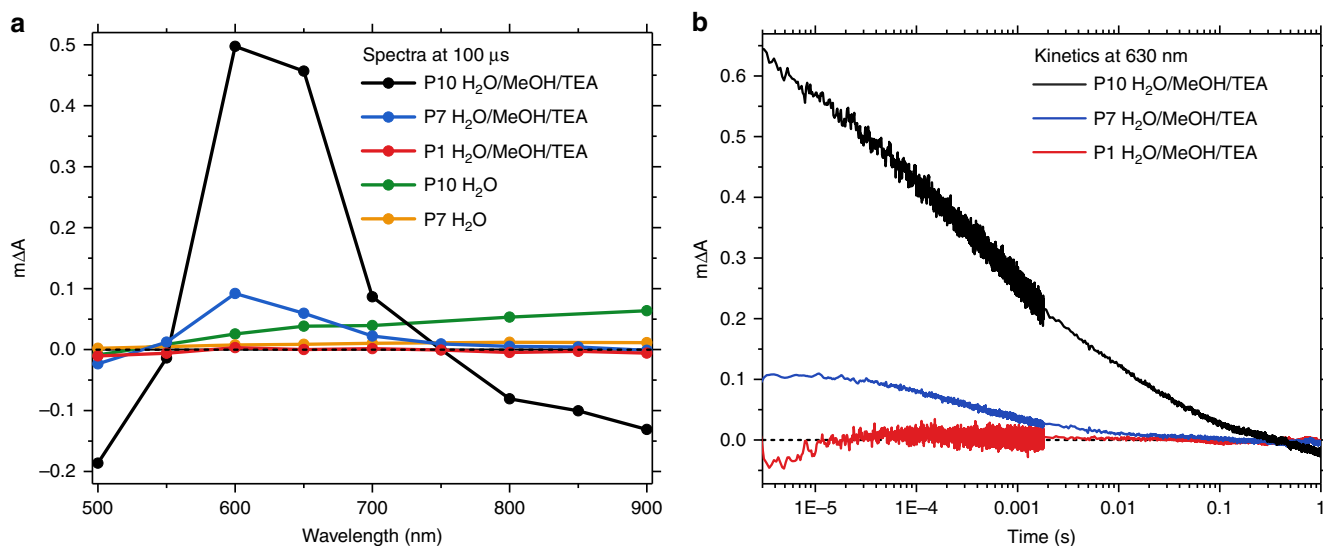 a
Spectra at 100 μs
P10 H₂O/MeOH/TEA
P7 H₂O/MeOH/TEA
P1 H₂O/MeOH/TEA
P10 H₂O
P7 H₂O
0.5
0.4
0.3
0.2
0.1
0.0
−0.1
−0.2
mΔA
500
600
700
800
900
Wavelength (nm)
b
Kinetics at 630 nm
P10 H₂O/MeOH/TEA
P7 H₂O/MeOH/TEA
P1 H₂O/MeOH/TEA
0.6
0.5
0.4
0.3
0.2
0.1
0.0
mΔA
1E−5
1E−4
0.001
0.01
0.1
1
Time (s)